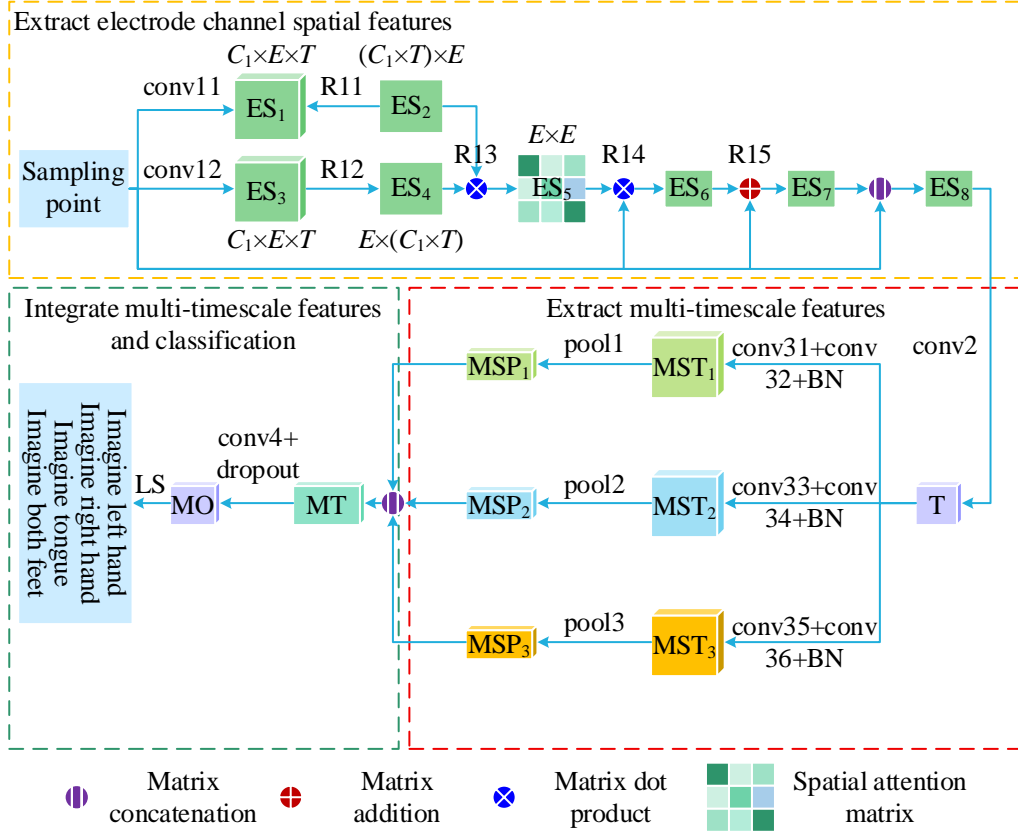 Extract electrode channel spatial features
C₁×E×T
(C₁×T)×E
conv11
ES₁
R11
ES₂
R13
E×E
R14
R15
Sampling
point
conv12
ES₃
R12
ES₄
ES₅
ES₆
ES₇
ES₈
C₁×E×T
E×(C₁×T)
Integrate multi-timescale features
and classification
Extract multi-timescale features
conv2
MSP₁
pool1
MST₁
conv31+conv
32+BN
Imagine left hand
Imagine right hand
Imagine tongue
Imagine both feet
LS
MO
conv4+
dropout
MT
MSP₂
pool2
MST₂
conv33+conv
34+BN
T
MSP₃
pool3
MST₃
conv35+conv
36+BN
Matrix
concatenation
Matrix
addition
Matrix dot
product
Spatial attention
matrix